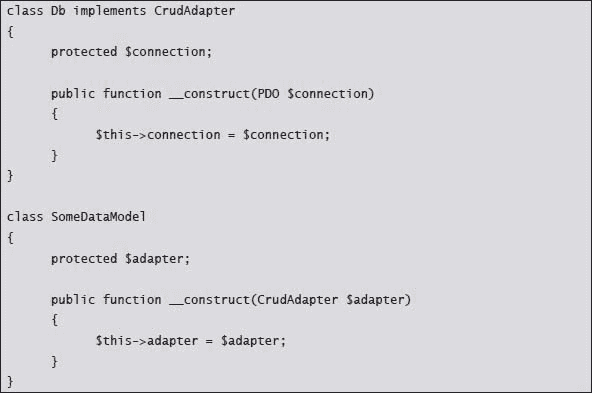 class Db implements CrudAdapter
{
protected $connection;
public function __construct(PDO $connection)
{
$this->connection = $connection;
}
}
class SomeDataModel
{
protected $adapter;
public function __construct(CrudAdapter $adapter)
{
$this->adapter = $adapter;
}
}